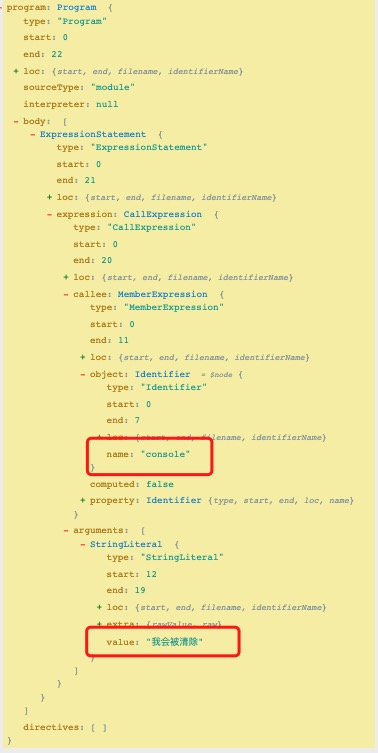 - program: Program {
type: "Program"
start: 0
end: 22
+ loc: {start, end, filename, identifierName}
sourceType: "module"
interpreter: null
- body: [
- ExpressionStatement {
type: "ExpressionStatement"
start: 0
end: 21
+ loc: {start, end, filename, identifierName}
- expression: CallExpression {
type: "CallExpression"
start: 0
end: 20
+ loc: {start, end, filename, identifierName}
- callee: MemberExpression {
type: "MemberExpression"
start: 0
end: 11
+ loc: {start, end, filename, identifierName}
- object: Identifier = $node {
type: "Identifier"
start: 0
end: 7
+ loc: {start, end, filename, identifierName}
name: "console"
}
computed: false
+ property: Identifier {type, start, end, loc, name}
}
- arguments: [
- StringLiteral {
type: "StringLiteral"
start: 12
end: 19
+ loc: {start, end, filename, identifierName}
+ extra: {rawValue, raw}
value: "我会被清除"
}
]
}
}
]
directives: [ ]
}